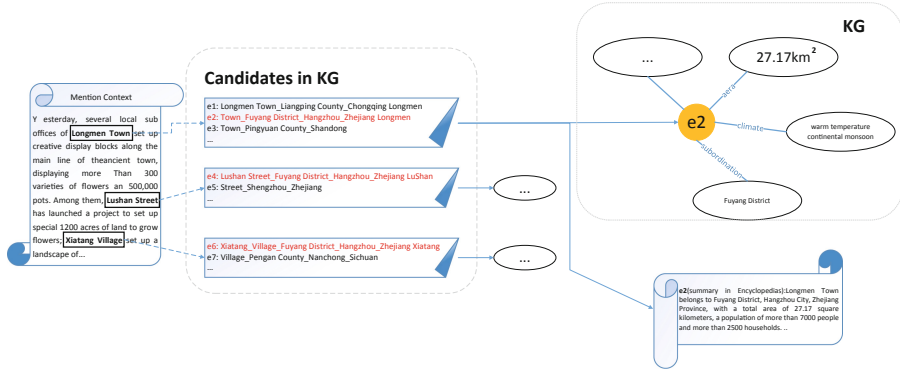 Mention Context
Y esterday, several local sub
offices of Longmen Town set up
creative display blocks along the
main line of theancient town,
displaying more Than 300
varieties of flowers an 500,000
pots. Among them, Lushan Street
has launched a project to set up
special 1200 acres of land to grow
flowers; Xiatang Village set up a
landscape of...
Candidates in KG
e1: Longmen Town_Liangping County_Chongqing Longmen
e2: Town_Fuyang District_Hangzhou_Zhejiang Longmen
e3: Town_Pingyuan County_Shandong
...
e4: Lushan Street_Fuyang District_Hangzhou_Zhejiang LuShan
e5: Street_Shengzhou_Zhejiang
...
e6: Xiatang_Village_Fuyang District_Hangzhou_Zhejiang Xiatang
e7: Village_Pengan County_Nanchong_Sichuan
...
...
...
KG
...
27.17km2
aera
e2
climate
warm temperature
continental monsoon
subordination
Fuyang District
e2(summary in Encyclopedias):Longmen Town
belongs to Fuyang District, Hangzhou City, Zhejiang
Province, with a total area of 27.17 square
kilometers, a population of more than 7000 people
and more than 2500 households. ..